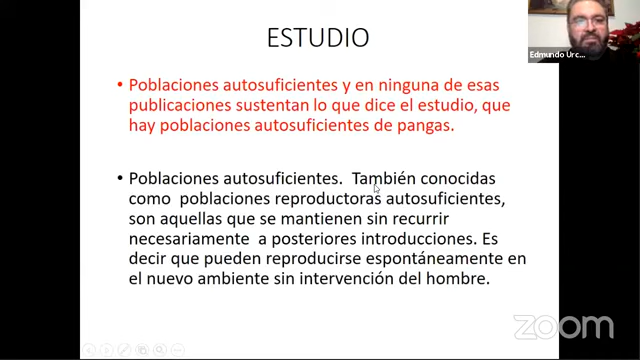 ESTUDIO
Edmundo Urc...
• Poblaciones autosuficientes y en ninguna de esas
publicaciones sustentan lo que dice el estudio, que
hay poblaciones autosuficientes de pangas.
• Poblaciones autosuficientes. También conocidas
como poblaciones reproductoras autosuficientes,
son aquellas que se mantienen sin recurrir
necesariamente a posteriores introducciones. Es
decir que pueden reproducirse espontáneamente en
el nuevo ambiente sin intervención del hombre.
zoom